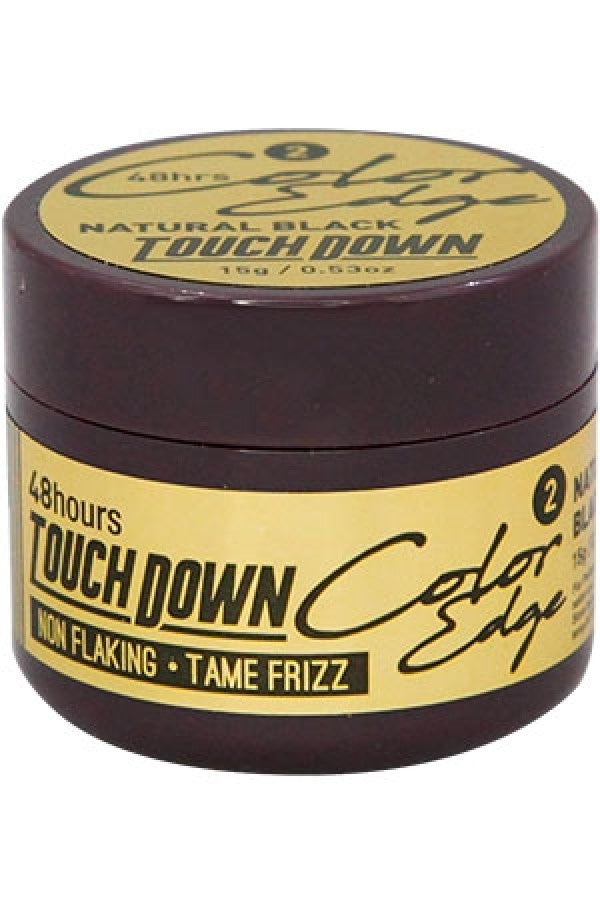 2
48hrs Color
Edge
NATURAL BLACK
TOUCH DOWN
15g / 0.53oz
48hours
TOUCH DOWN
Color
Edge
NON FLAKING • TAME FRIZZ
2